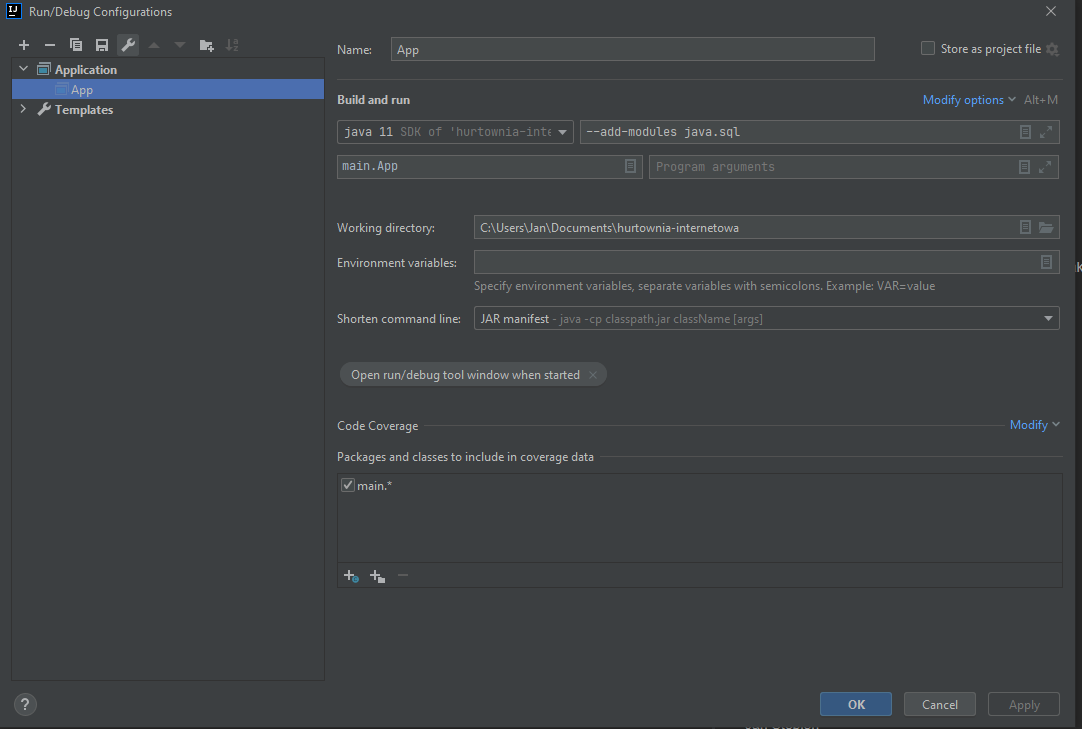 Run/Debug Configurations
Name: App Store as project file
Application
App
Templates
Build and run Modify options Alt+M
java 11 SDK of 'hurtownia-inte --add-modules java.sql
main.App Program arguments
Working directory: C:\Users\Jan\Documents\hurtownia-internetowa
Environment variables:
Specify environment variables, separate variables with semicolons. Example: VAR=value
Shorten command line: JAR manifest - java -cp classpath.jar className [args]
Open run/debug tool window when started
Code Coverage Modify
Packages and classes to include in coverage data
main.*
? OK Cancel Apply